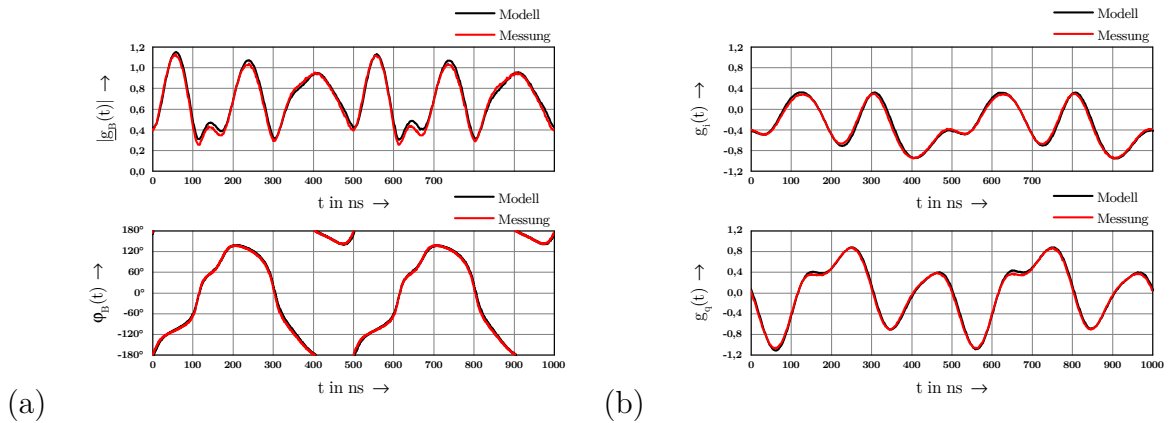 Modell
Messung
|g_B(t)| →
1,2
1,0
0,8
0,6
0,4
0,2
0,0
0 100 200 300 400 500 600 700
t in ns →
Modell
Messung
φ_B(t) →
180°
120°
60°
0°
-60°
-120°
-180°
0 100 200 300 400 500 600 700 800 900 1000
t in ns →
(a)
Modell
Messung
g_i(t) →
1,2
0,8
0,4
0,0
-0,4
-0,8
-1,2
0 100 200 300 400 500 600 700
t in ns →
Modell
Messung
g_q(t) →
1,2
0,8
0,4
0,0
-0,4
-0,8
-1,2
0 100 200 300 400 500 600 700 800 900 1000
t in ns →
(b)